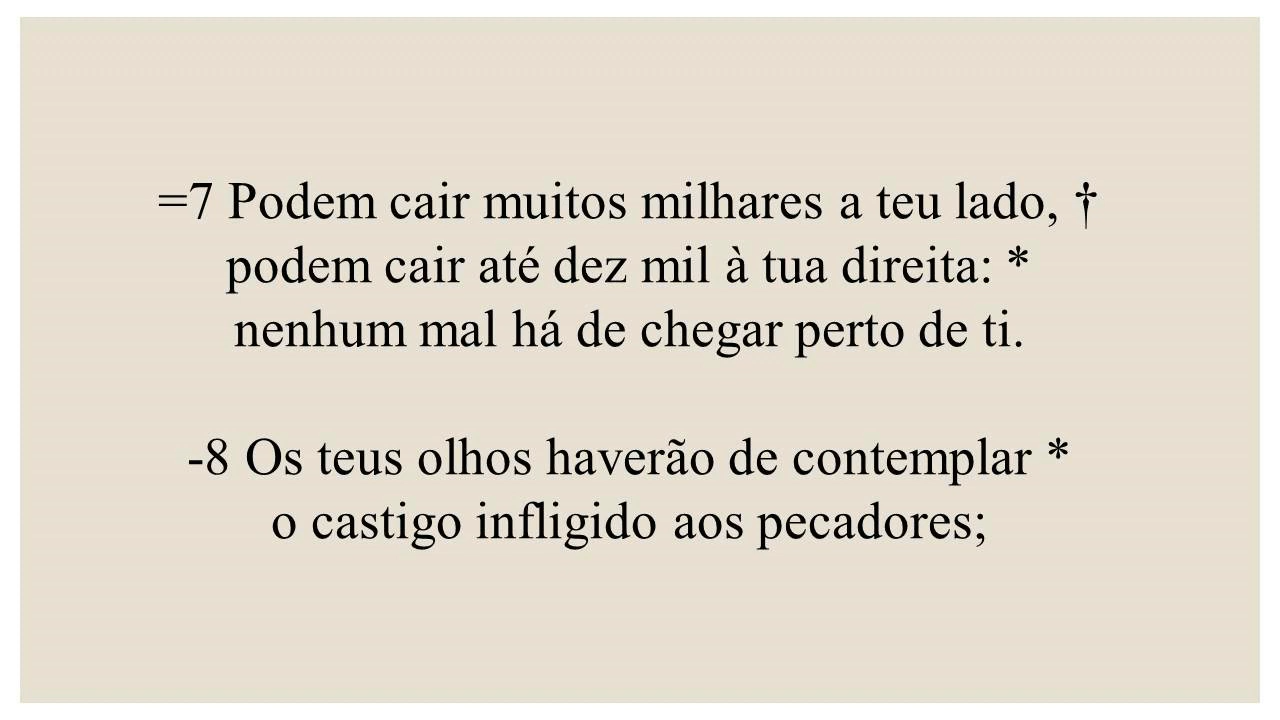 =7 Podem cair muitos milhares a teu lado, †
podem cair até dez mil à tua direita: *
nenhum mal há de chegar perto de ti.
-8 Os teus olhos haverão de contemplar *
o castigo infligido aos pecadores;